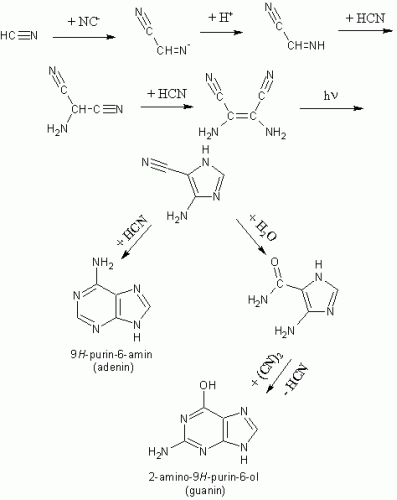 HC≡N + NC⁻ N C CH=N⁻ + H⁺ N C CH=NH + HCN
N C CH C≡N H₂N + HCN N C C N C C H₂N NH₂ hν
N≡C H N N H₂N
+ HCN + H₂O
NH₂ N N N N H
O C H₂N H N N H₂N
9H-purin-6-amin
(adenin)
+ (CN)₂
- HCN
OH N N H₂N N N H
2-amino-9H-purin-6-ol
(guanin)